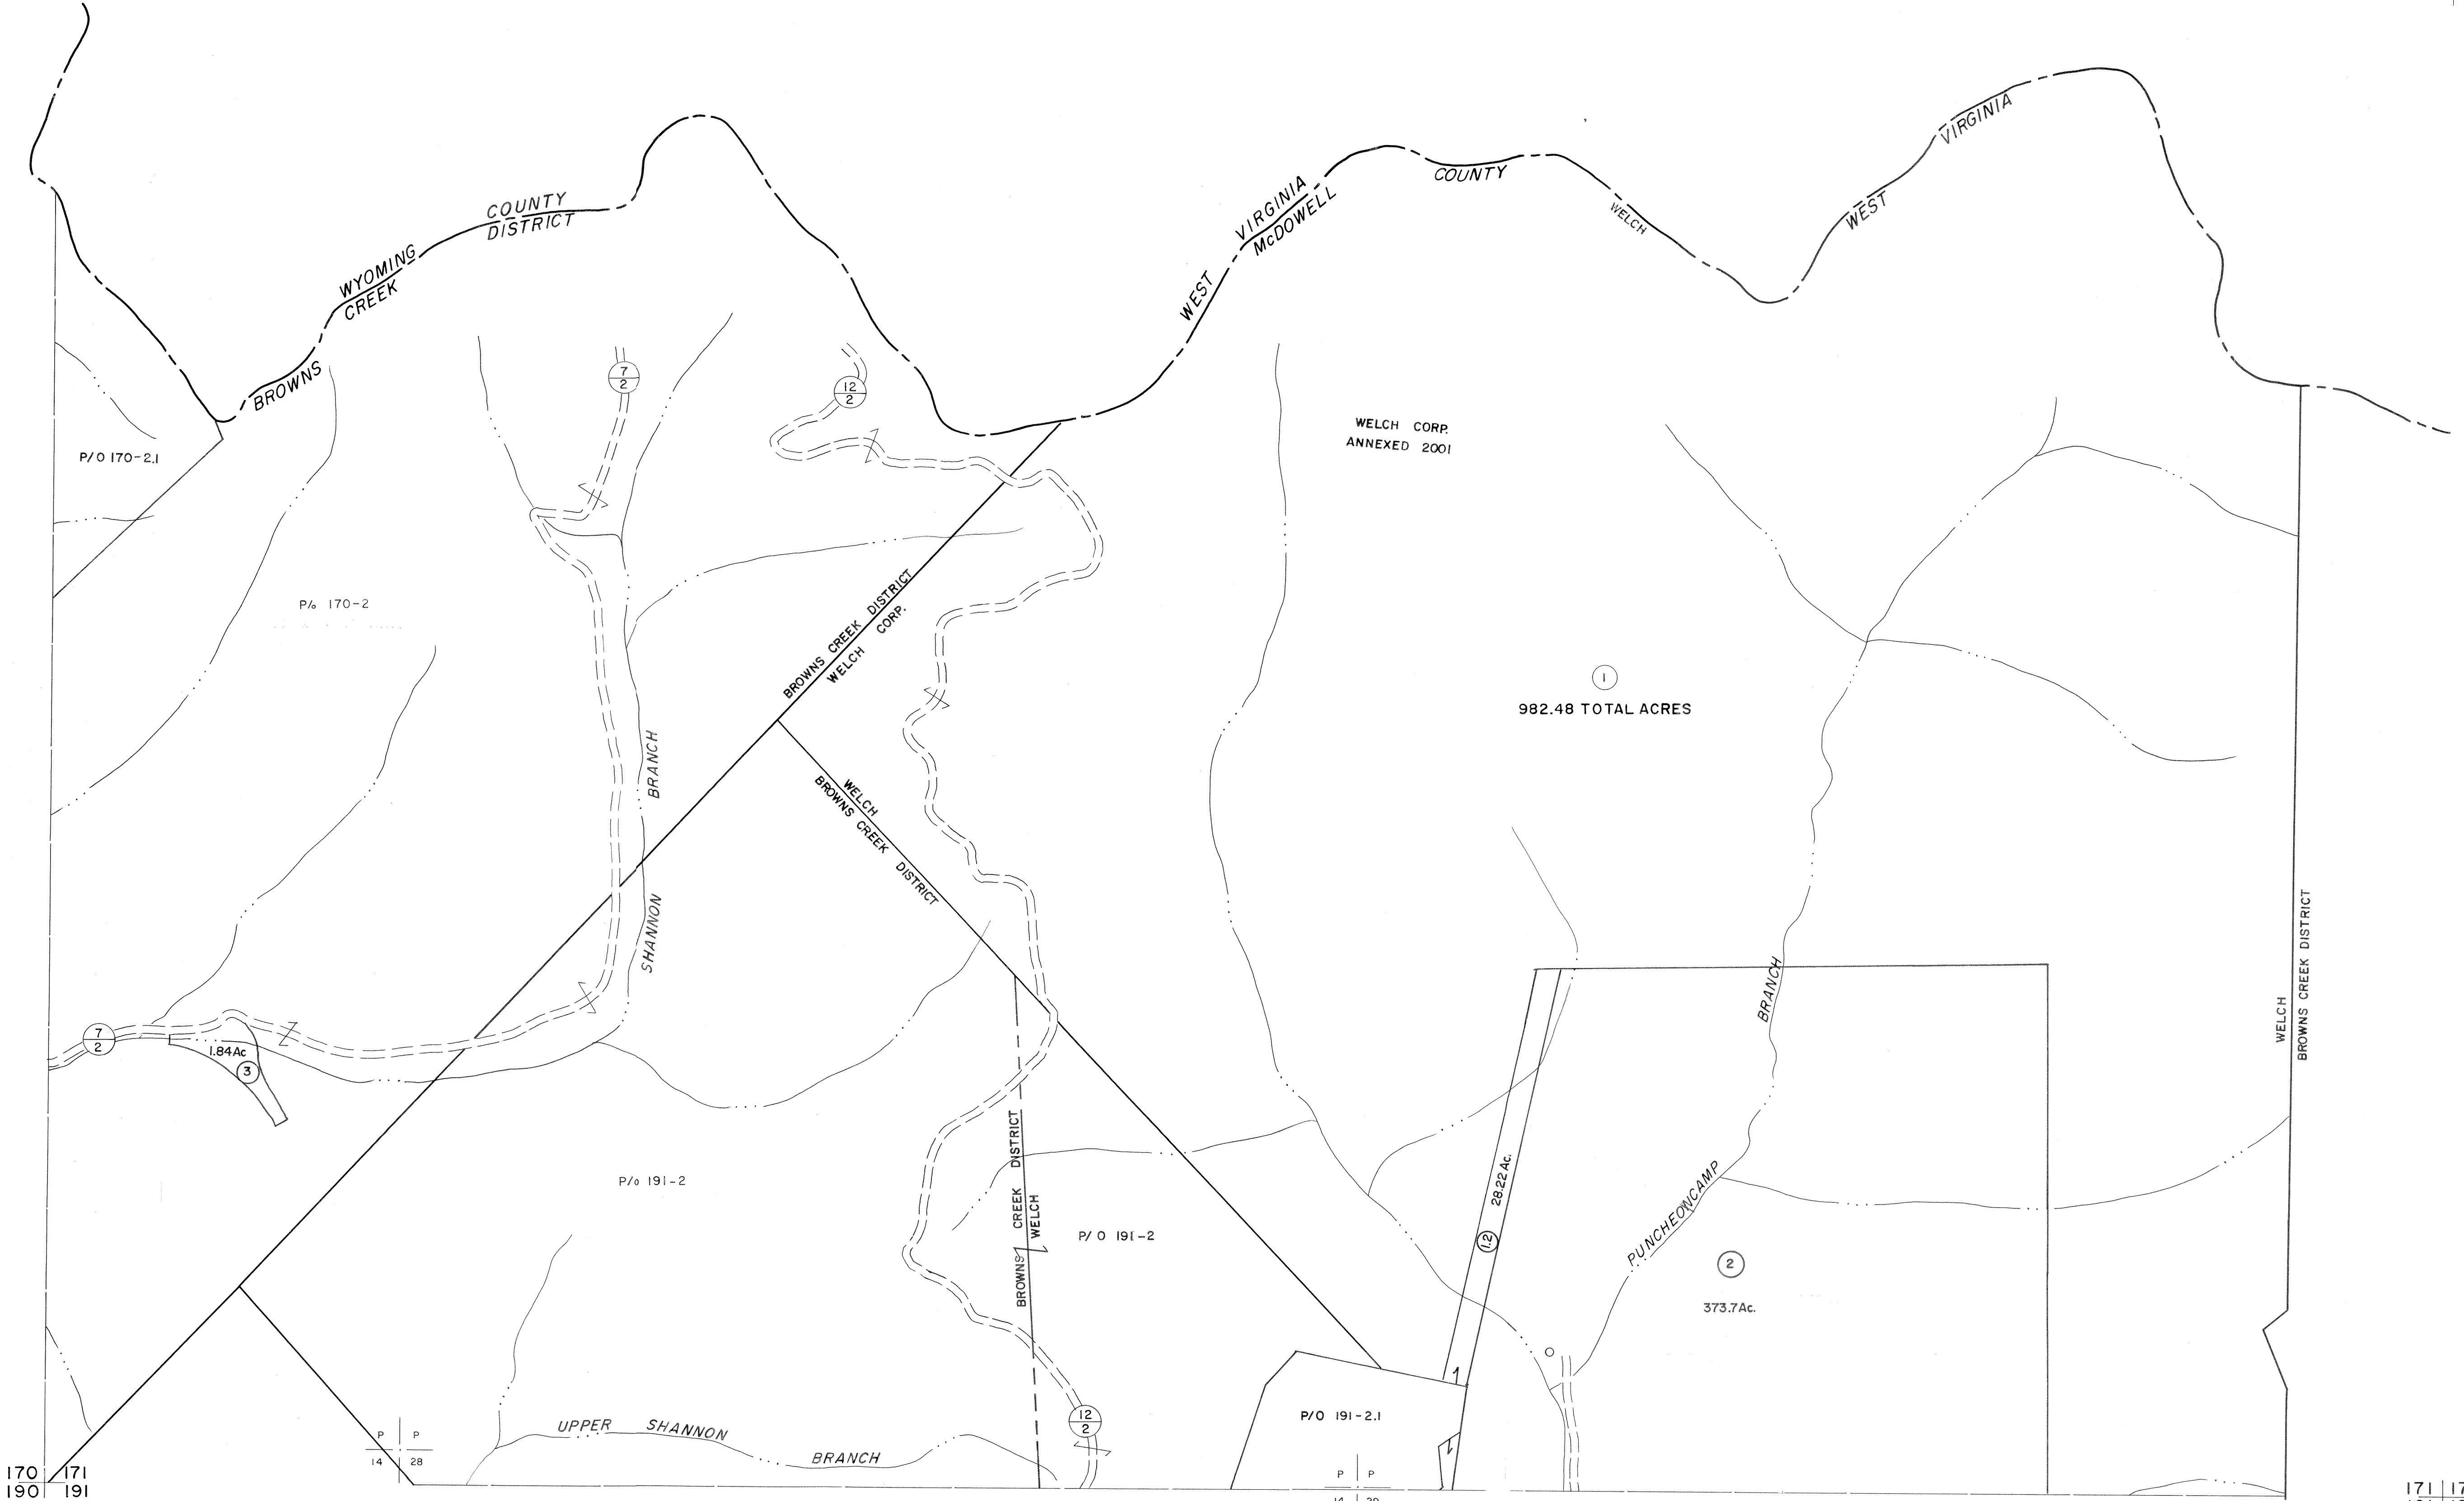 VIRGINIA
WEST
COUNTY
DISTRICT
VIRGINIA
McDOWELL
COUNTY
WELCH
WYOMING
CREEK
WEST
BROWNS
7
2
12
2
WELCH CORP.
ANNEXED 2001
P/O 170-2.1
P/o 170-2
BROWNS CREEK DISTRICT
WELCH CORP.
1
982.48 TOTAL ACRES
BRANCH
SHANNON
WELCH
BROWNS CREEK DISTRICT
WELCH
BROWNS CREEK DISTRICT
BRANCH
PUNCHEONCAMP
7
2
1.84Ac
3
P/o 191-2
BROWNS CREEK DISTRICT
WELCH
P/O 191-2
1.2
28.22 Ac.
2
373.7Ac.
12
2
P/O 191-2.1
UPPER SHANNON BRANCH
P P
14 28
P P
170 171
190 191
171